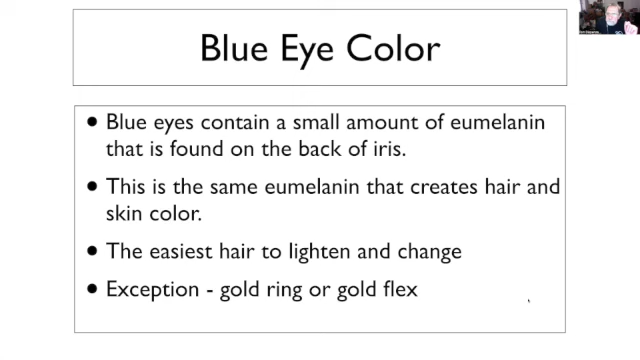 Blue Eye Color
• Blue eyes contain a small amount of eumelanin
that is found on the back of iris.
• This is the same eumelanin that creates hair and
skin color.
• The easiest hair to lighten and change
• Exception - gold ring or gold flex